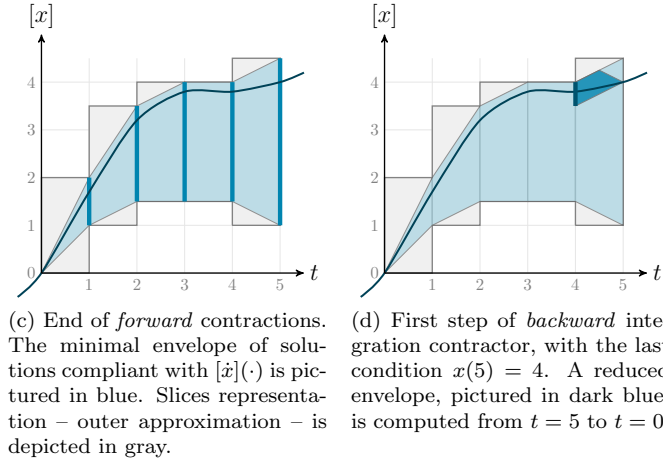 [x]
4
3
2
1
0
1 2 3 4 5
t
(c) End of forward contractions.
The minimal envelope of solu-
tions compliant with [ẋ](·) is pic-
tured in blue. Slices representa-
tion – outer approximation – is
depicted in gray.
[x]
4
3
2
1
0
1 2 3 4 5
t
(d) First step of backward inte-
gration contractor, with the last
condition x(5) = 4. A reduced
envelope, pictured in dark blue
is computed from t = 5 to t = 0